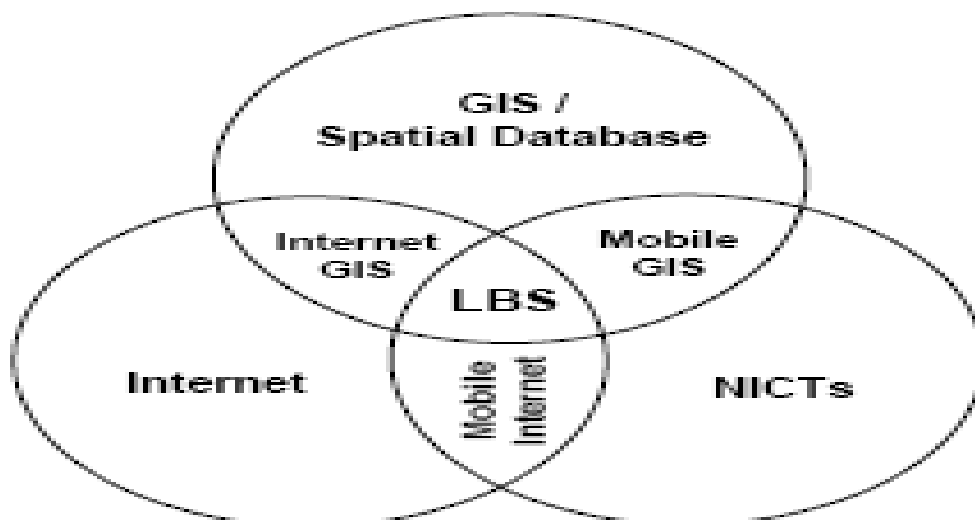 GIS /
Spatial Database
Internet
GIS
Mobile
GIS
LBS
Internet
Mobile
Internet
NICTs